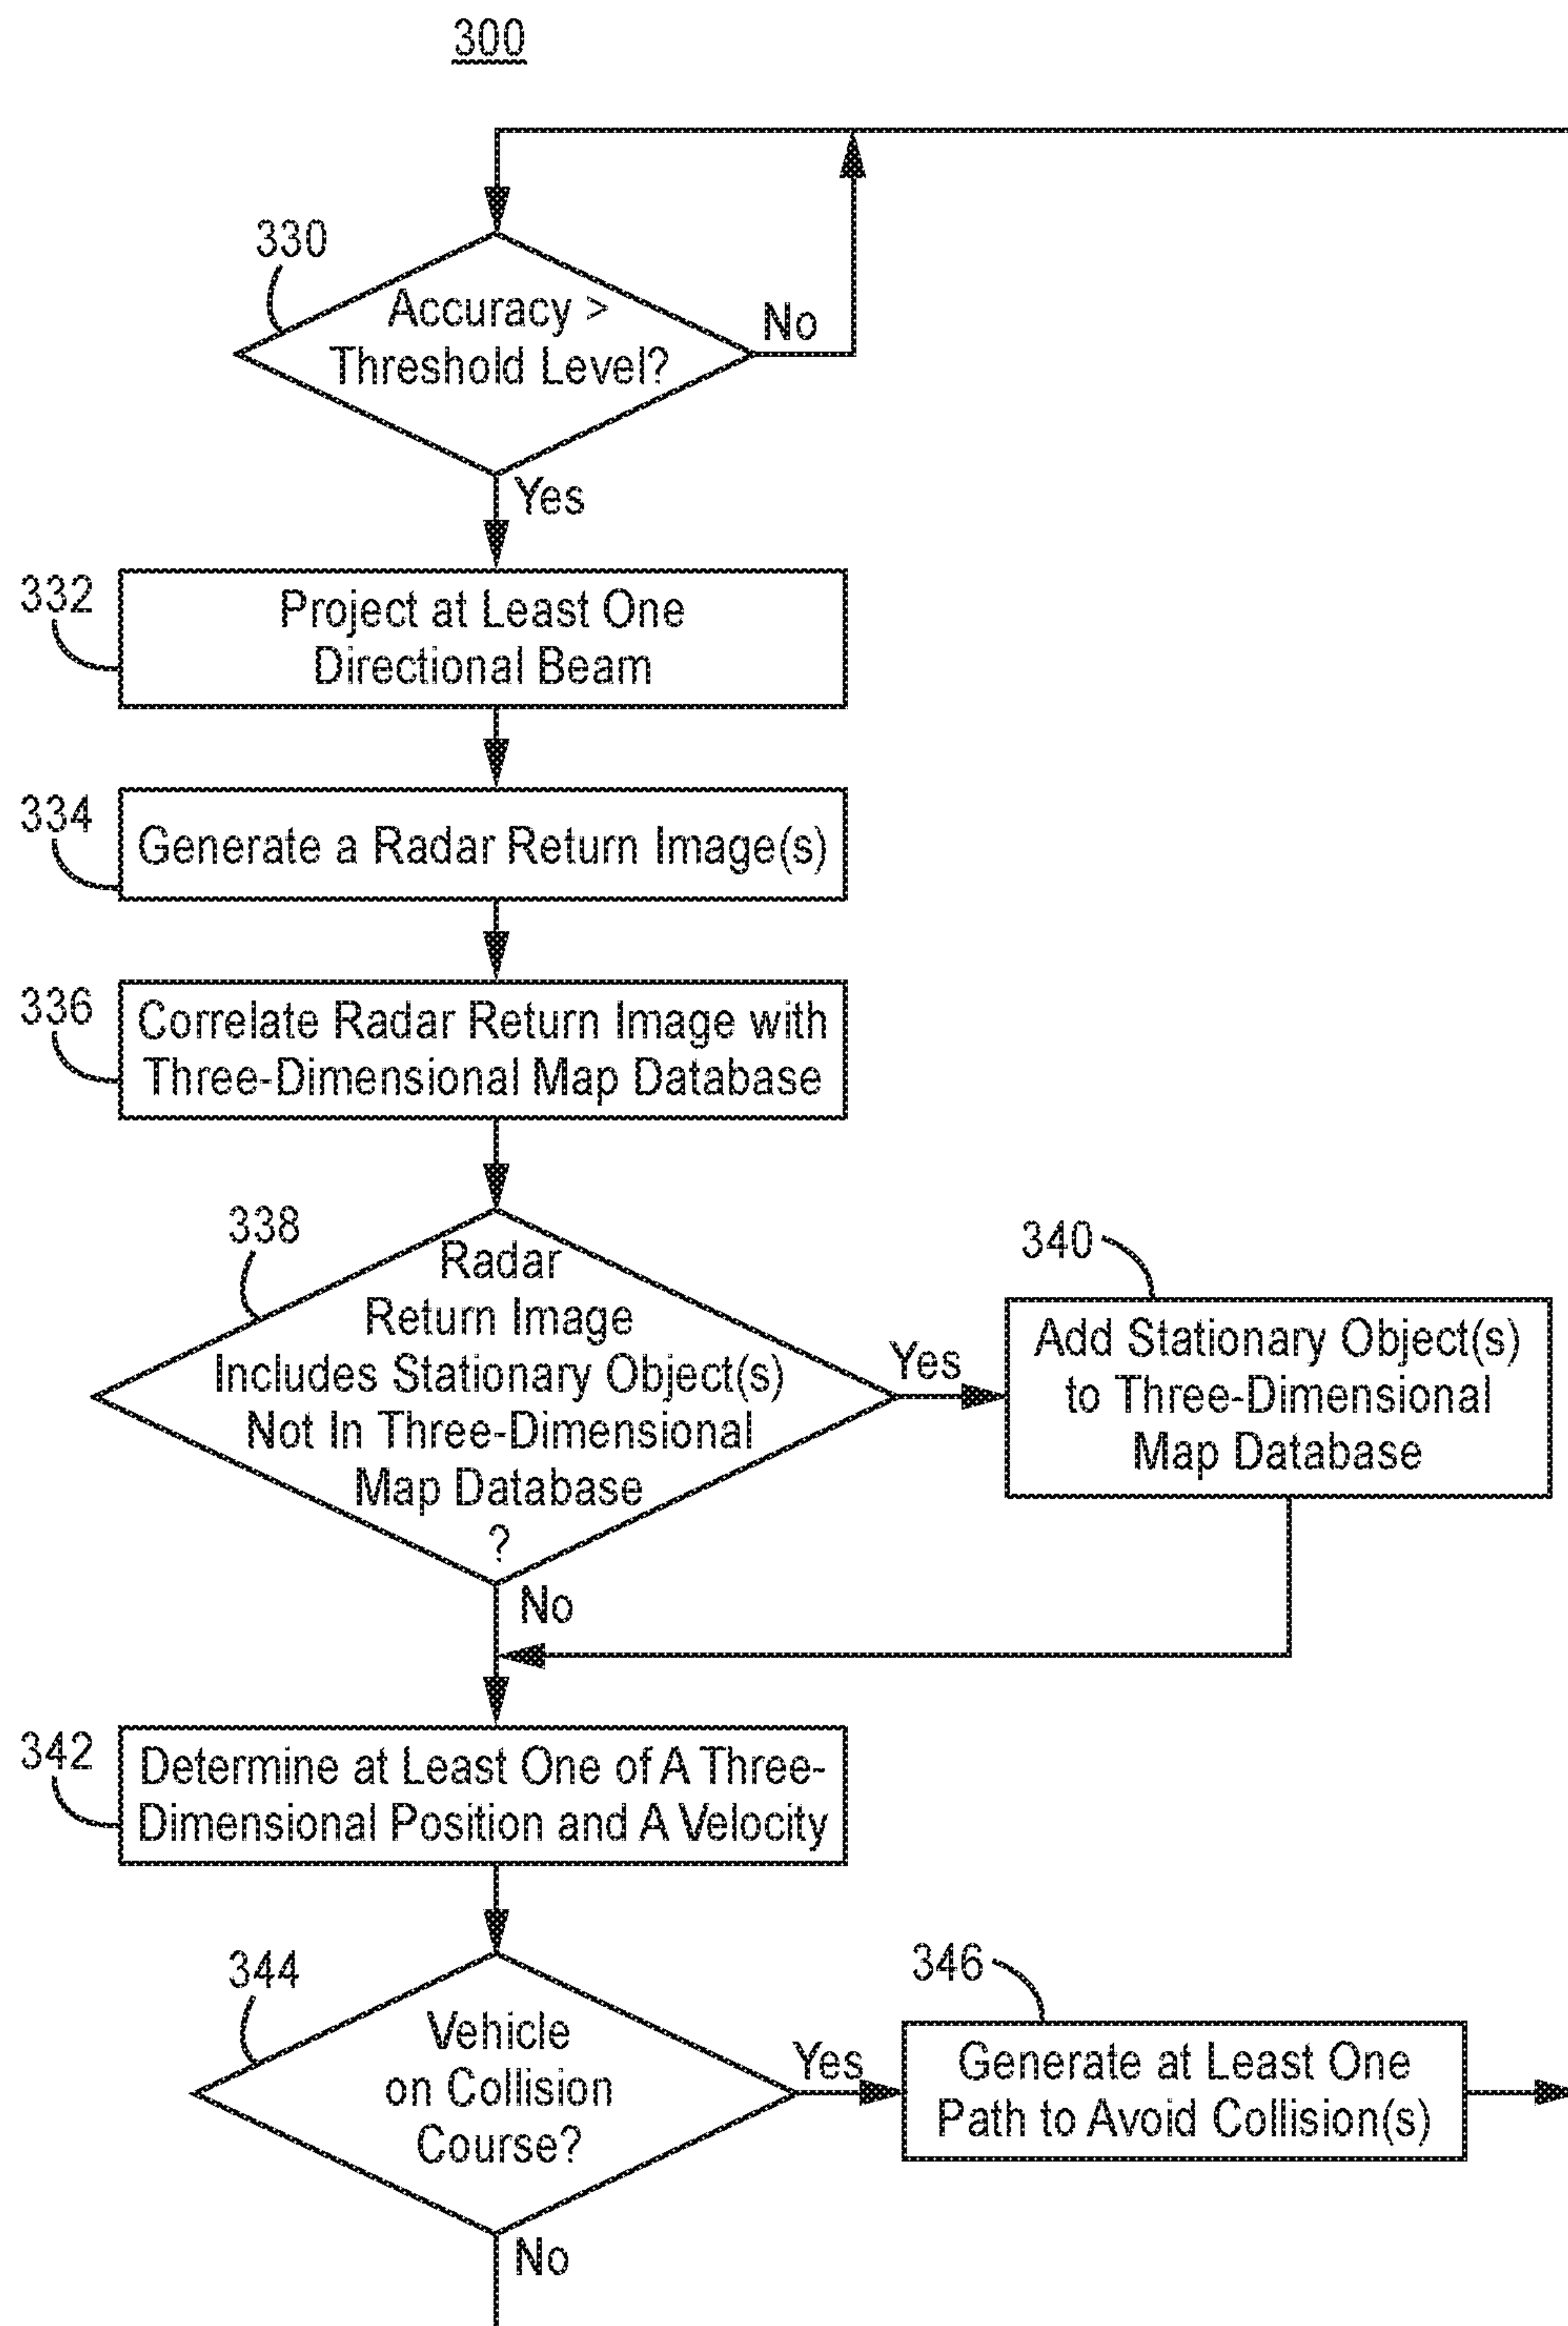 300
330
Accuracy >
Threshold Level?
No
Yes
332
Project at Least One
Directional Beam
334
Generate a Radar Return Image(s)
336
Correlate Radar Return Image with
Three-Dimensional Map Database
338
Radar
Return Image
Includes Stationary Object(s)
Not In Three-Dimensional
Map Database
?
Yes
No
340
Add Stationary Object(s)
to Three-Dimensional
Map Database
342
Determine at Least One of A Three-
Dimensional Position and A Velocity
344
Vehicle
on Collision
Course?
Yes
No
346
Generate at Least One
Path to Avoid Collision(s)